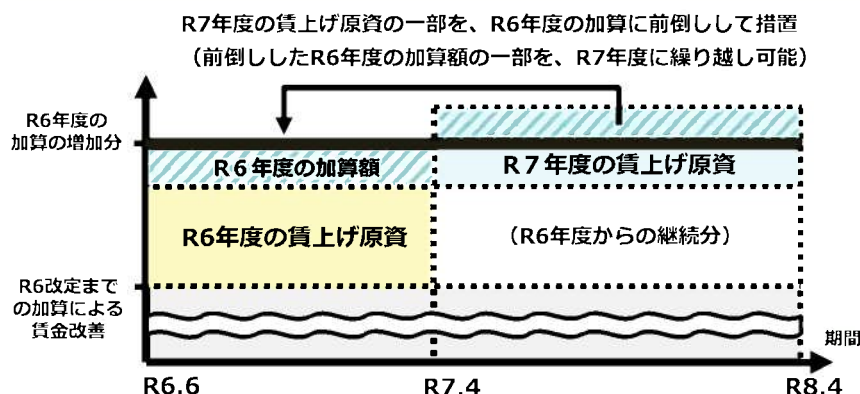 R7年度の賃上げ原資の一部を、R6年度の加算に前倒しして措置
（前倒ししたR6年度の加算額の一部を、R7年度に繰り越し可能）
R6年度の
加算の増加分
R６年度の加算額
R７年度の賃上げ原資
R6年度の賃上げ原資
（R6年度からの継続分）
R6改定まで
の加算による
賃金改善
期間
R6.6
R7.4
R8.4